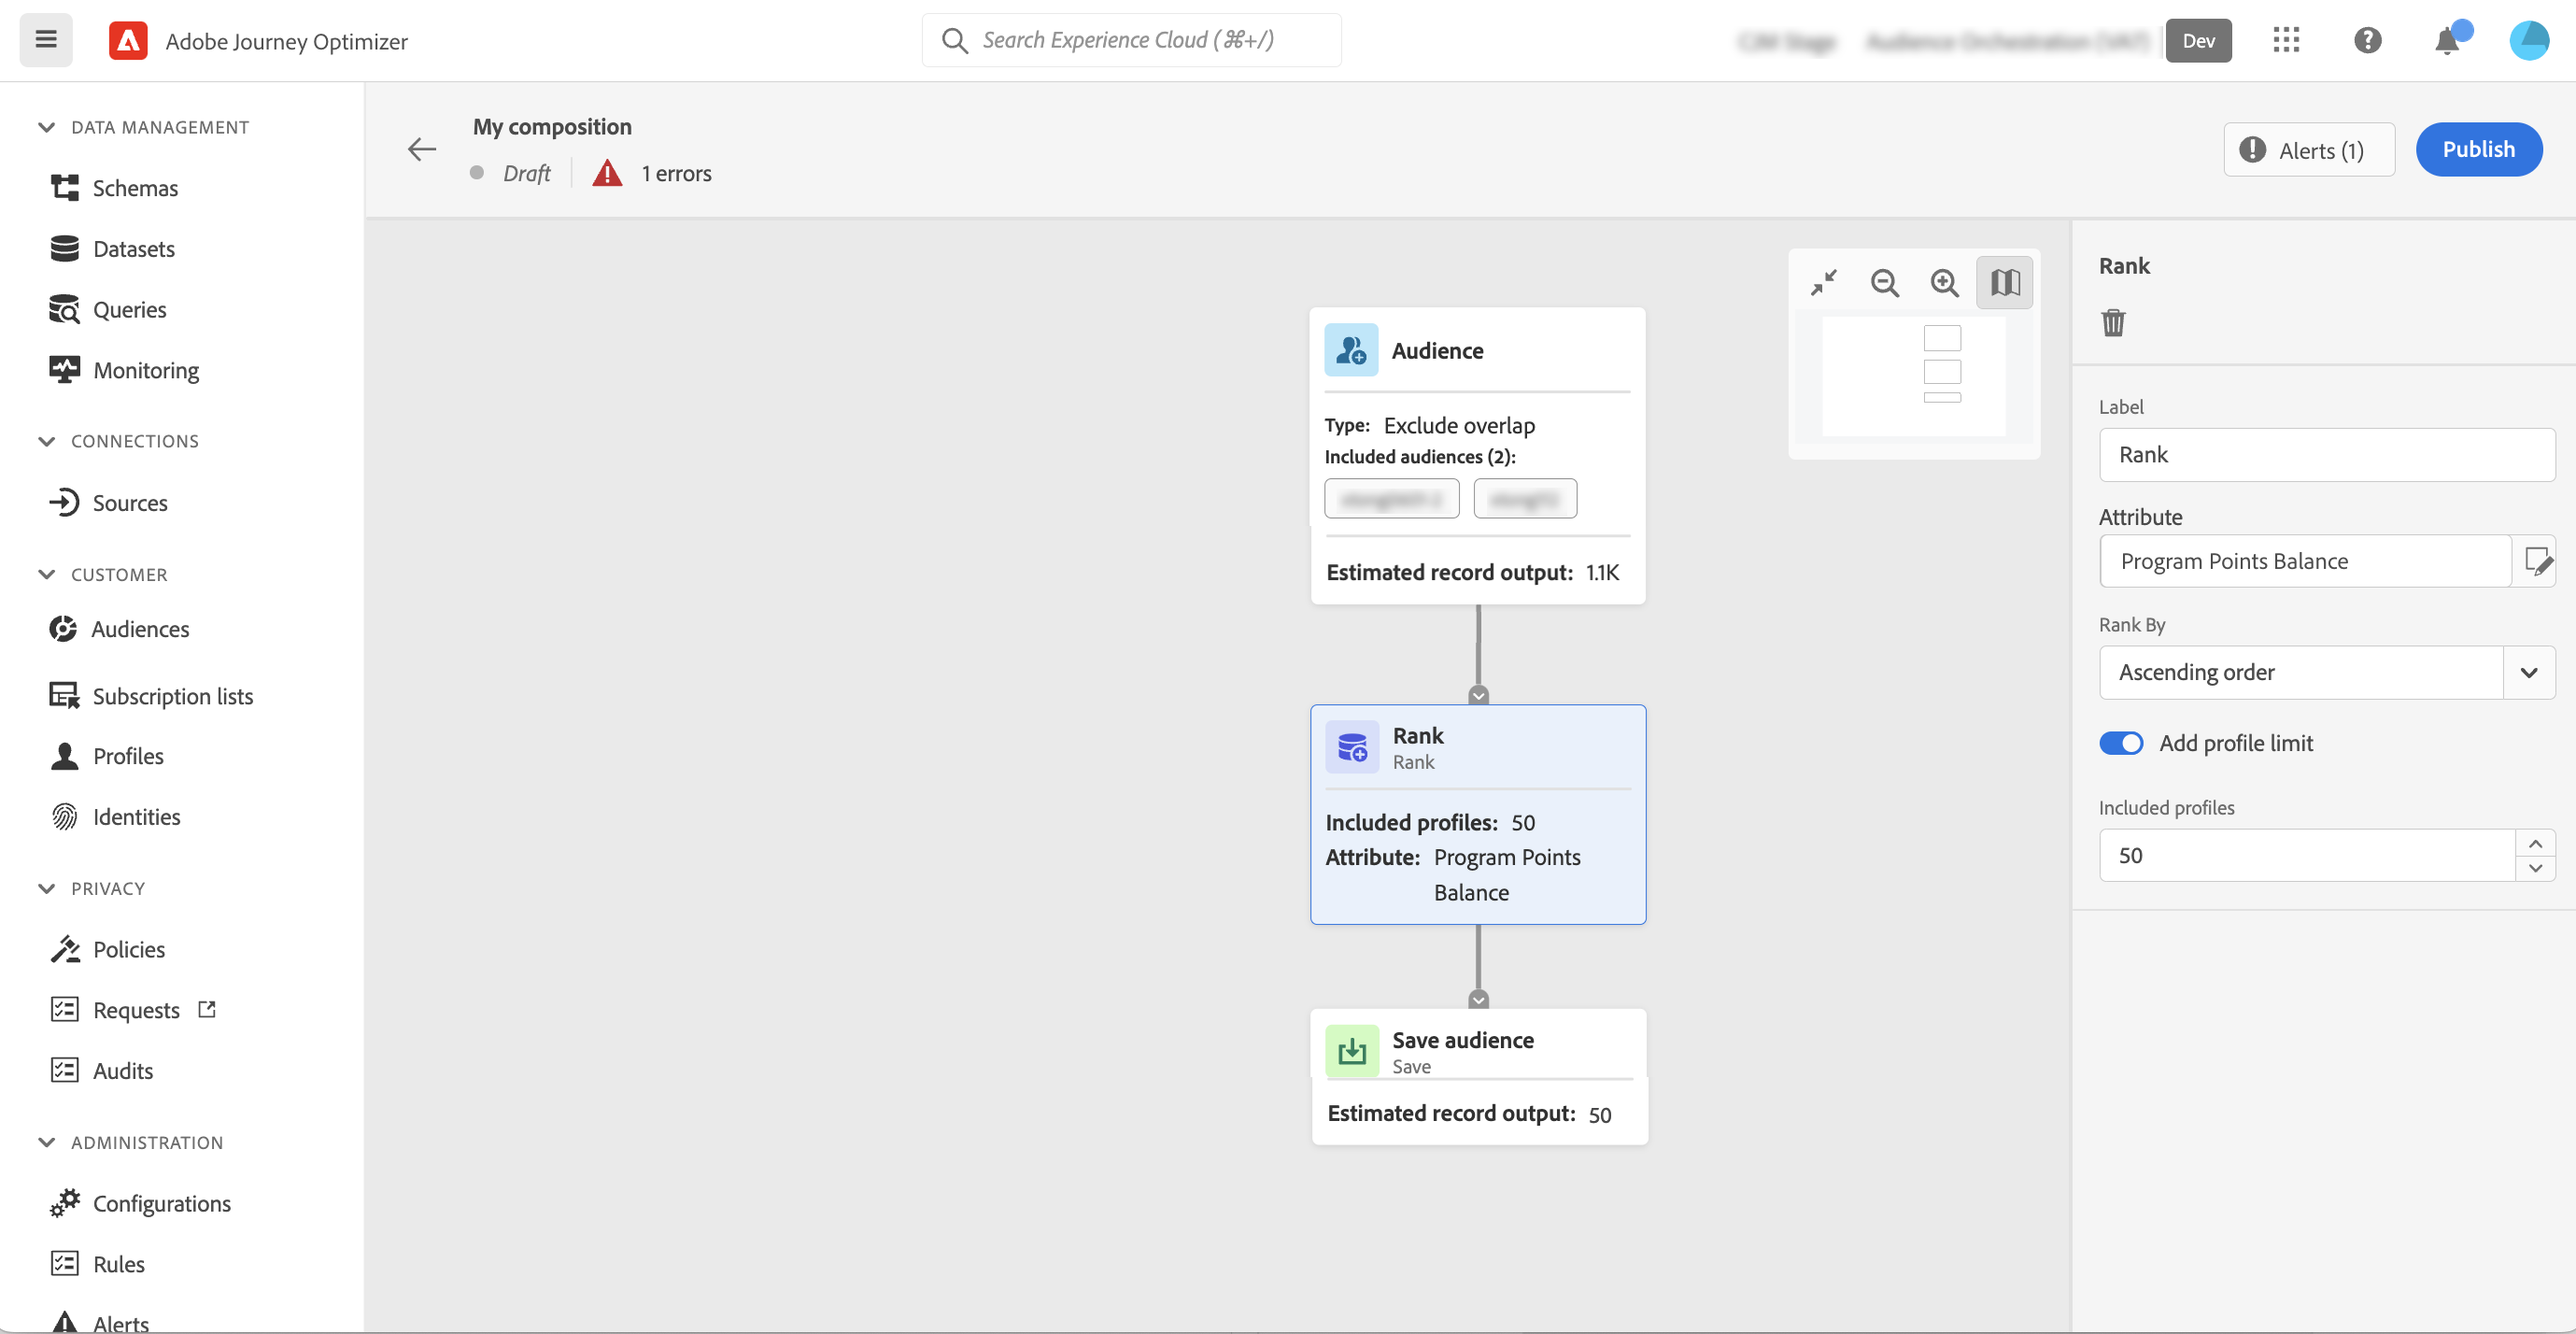 Adobe Journey Optimizer
Search Experience Cloud (⌘+/)
Dev
DATA MANAGEMENT
Schemas
Datasets
Queries
Monitoring
CONNECTIONS
Sources
CUSTOMER
Audiences
Subscription lists
Profiles
Identities
PRIVACY
Policies
Requests
Audits
ADMINISTRATION
Configurations
Rules
Alerts
My composition
Draft
1 errors
Alerts (1)
Publish
Audience
Type: Exclude overlap
Included audiences (2):
Estimated record output: 1.1K
Rank
Rank
Included profiles: 50
Attribute: Program Points
Balance
Save audience
Save
Estimated record output: 50
Rank
Label
Rank
Attribute
Program Points Balance
Rank By
Ascending order
Add profile limit
Included profiles
50